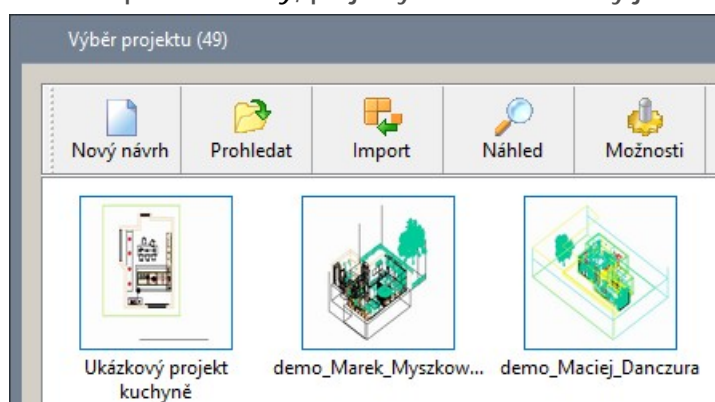 Výběr projektu (49)
Nový návrh Prohledat Import Náhled Možnosti
Ukázkový projekt kuchyně
demo_Marek_Myszkow...
demo_Maciej_Danczura